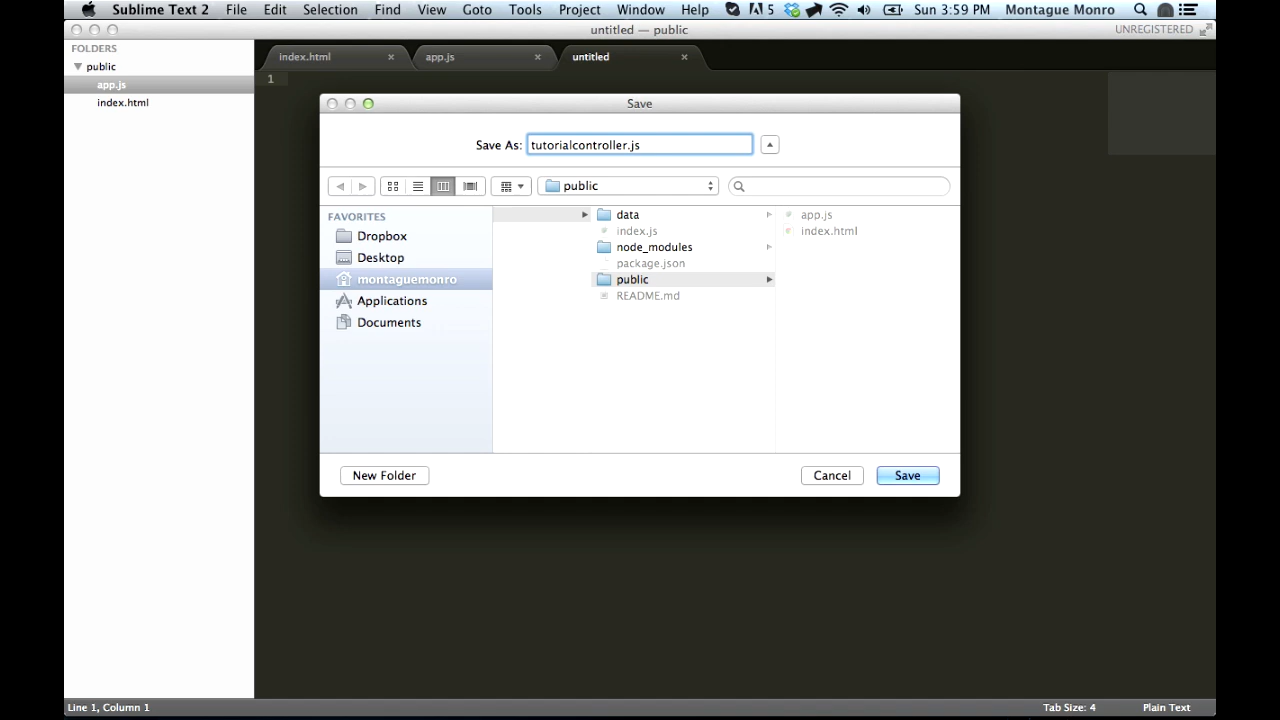 Sublime Text 2 File Edit Selection Find View Goto Tools Project Window Help 5 Sun 3:59 PM Montague Monro
untitled — public UNREGISTERED
FOLDERS
public
app.js
index.html
index.html app.js untitled
1
Save
Save As: tutorialcontroller.js
public
FAVORITES
Dropbox
Desktop
montaguemonro
Applications
Documents
data
index.js
node_modules
package.json
public
README.md
app.js
index.html
New Folder Cancel Save
Line 1, Column 1 Tab Size: 4 Plain Text